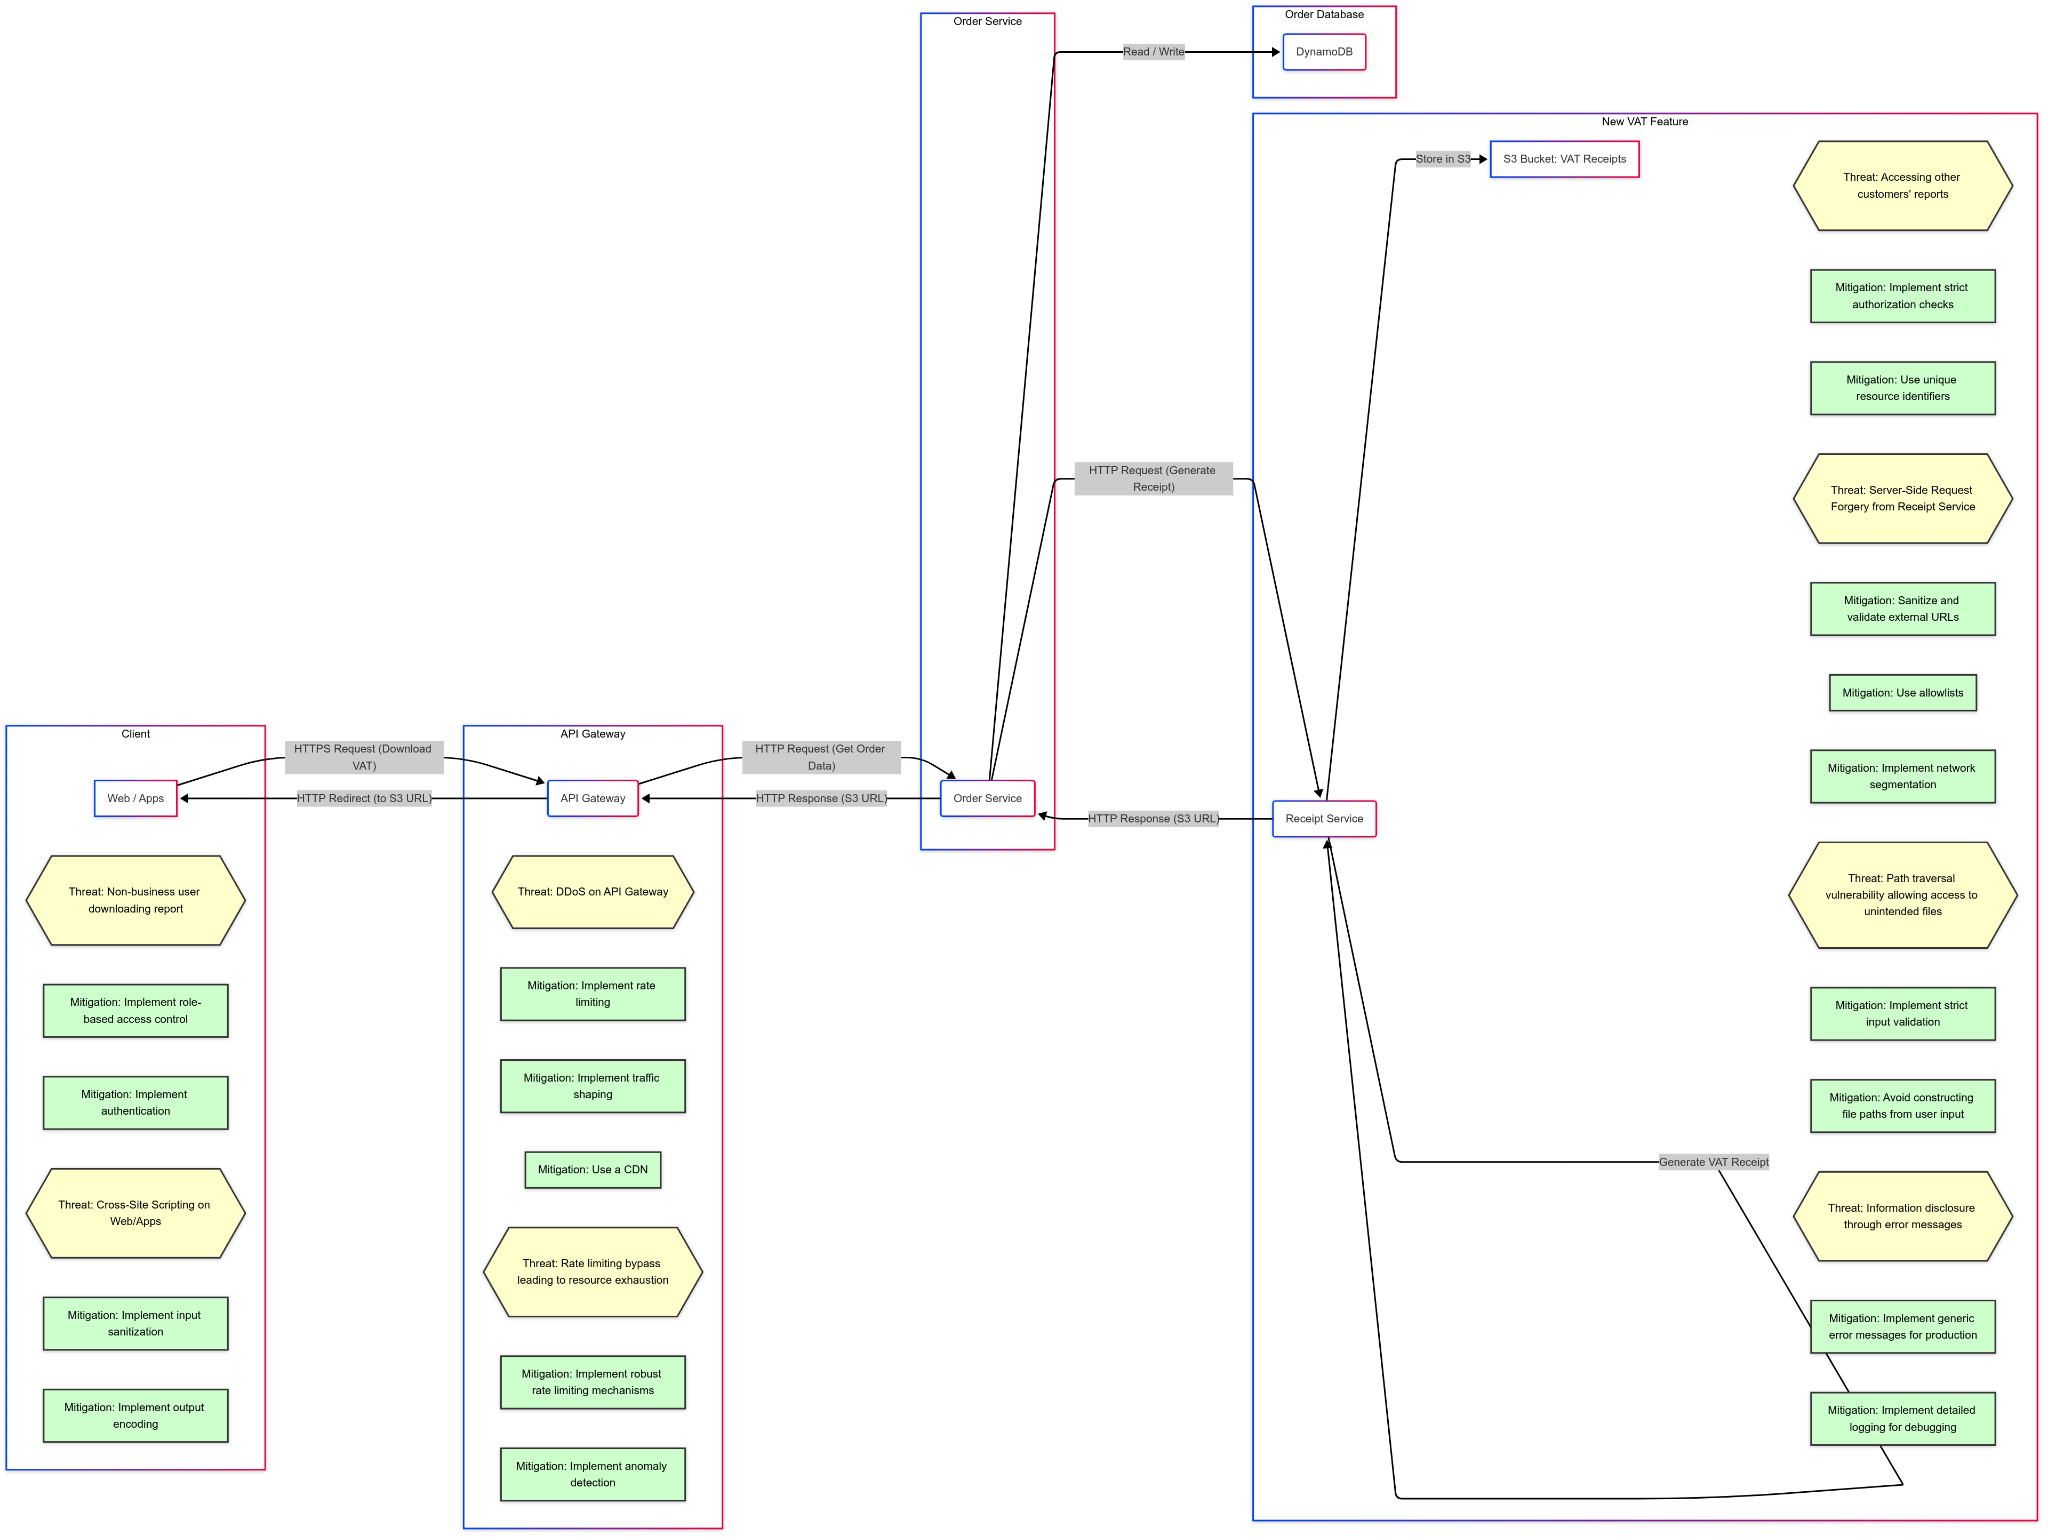 Order Service
Order Database
Read / Write
DynamoDB
New VAT Feature
Store in S3
S3 Bucket: VAT Receipts
Threat: Accessing other
customers' reports
Mitigation: Implement strict
authorization checks
Mitigation: Use unique
resource identifiers
HTTP Request (Generate
Receipt)
Threat: Server-Side Request
Forgery from Receipt Service
Mitigation: Sanitize and
validate external URLs
Mitigation: Use allowlists
Mitigation: Implement network
segmentation
Client
HTTPS Request (Download
VAT)
Web / Apps
HTTP Redirect (to S3 URL)
API Gateway
API Gateway
HTTP Request (Get Order
Data)
HTTP Response (S3 URL)
Order Service
HTTP Response (S3 URL)
Receipt Service
Threat: Non-business user
downloading report
Mitigation: Implement role-
based access control
Mitigation: Implement
authentication
Threat: Cross-Site Scripting on
Web/Apps
Mitigation: Implement input
sanitization
Mitigation: Implement output
encoding
Threat: DDoS on API Gateway
Mitigation: Implement rate
limiting
Mitigation: Implement traffic
shaping
Mitigation: Use a CDN
Threat: Rate limiting bypass
leading to resource exhaustion
Mitigation: Implement robust
rate limiting mechanisms
Mitigation: Implement anomaly
detection
Threat: Path traversal
vulnerability allowing access to
unintended files
Mitigation: Implement strict
input validation
Mitigation: Avoid constructing
file paths from user input
Generate VAT Receipt
Threat: Information disclosure
through error messages
Mitigation: Implement generic
error messages for production
Mitigation: Implement detailed
logging for debugging